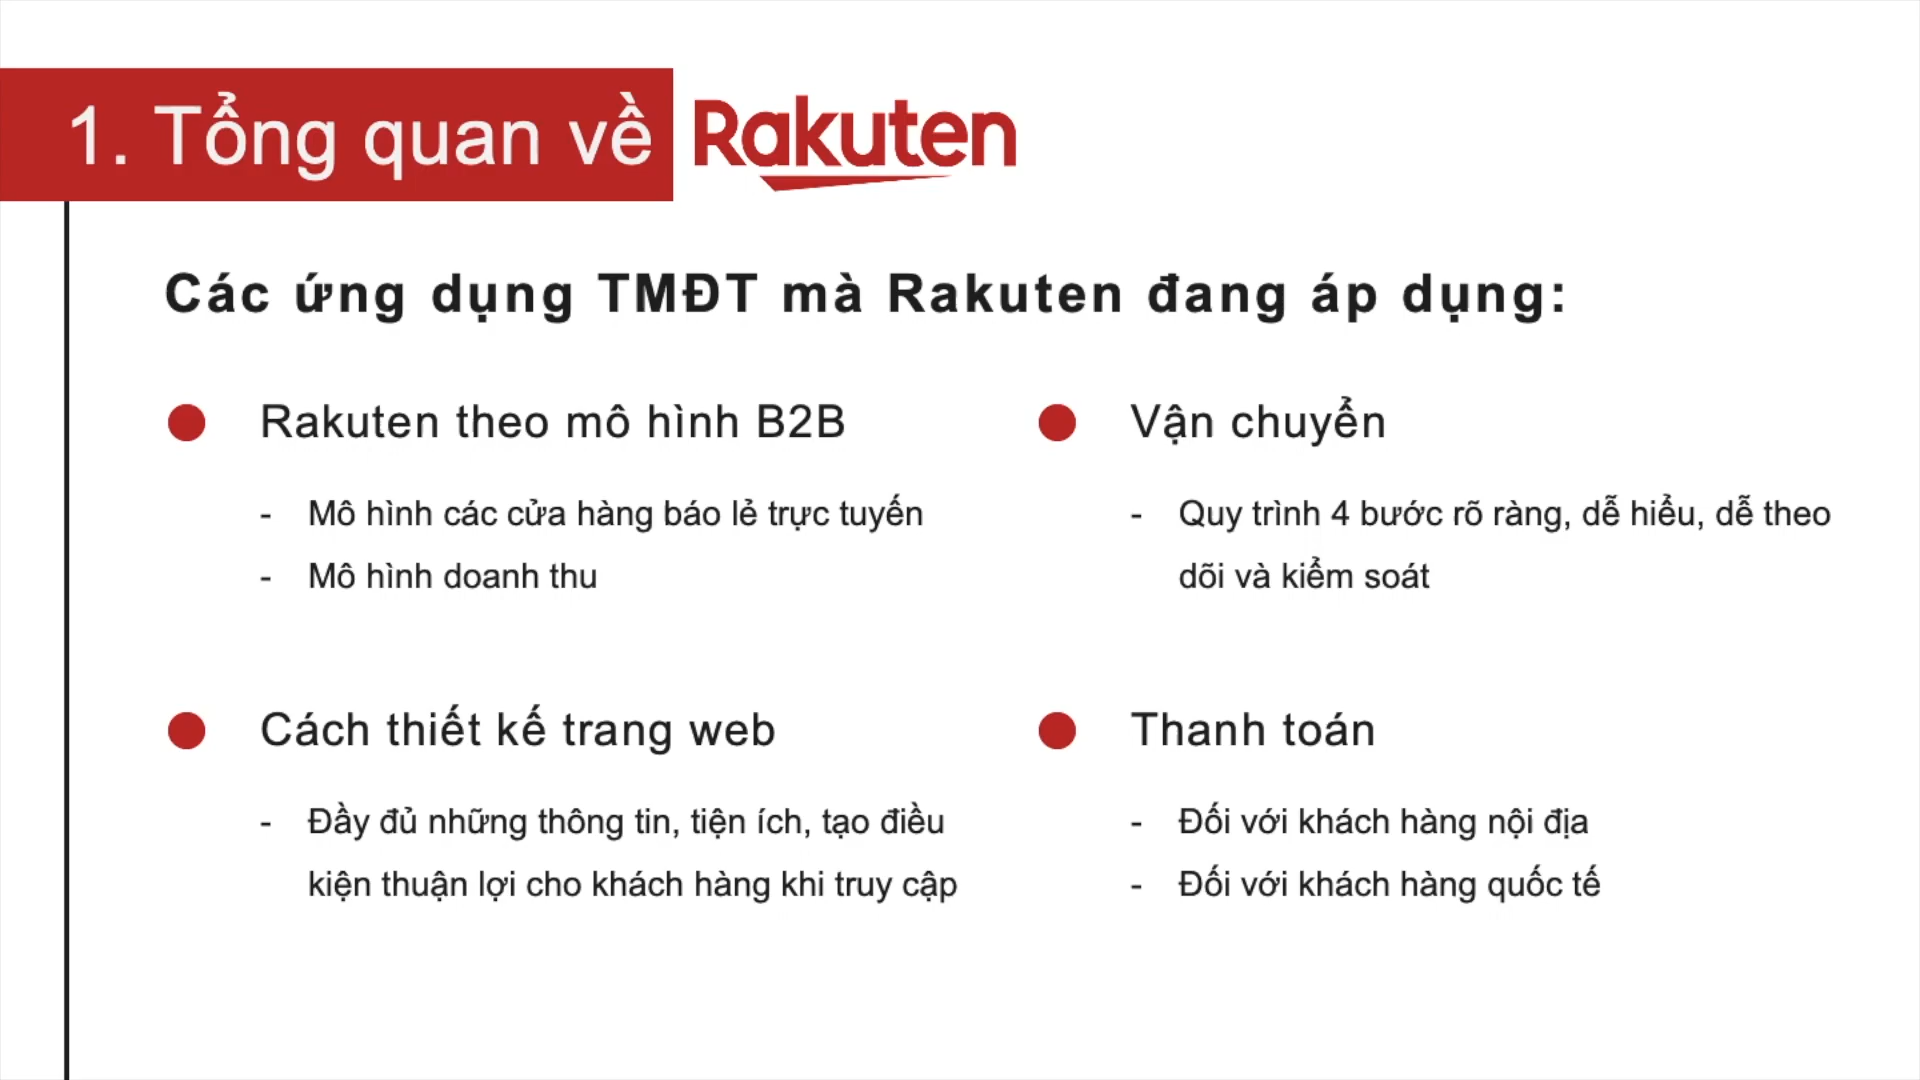 1. Tổng quan về Rakuten
Các ứng dụng TMĐT mà Rakuten đang áp dụng:
Rakuten theo mô hình B2B
- Mô hình các cửa hàng báo lẻ trực tuyến
- Mô hình doanh thu
Cách thiết kế trang web
- Đầy đủ những thông tin, tiện ích, tạo điều
kiện thuận lợi cho khách hàng khi truy cập
Vận chuyển
- Quy trình 4 bước rõ ràng, dễ hiểu, dễ theo
dõi và kiểm soát
Thanh toán
- Đối với khách hàng nội địa
- Đối với khách hàng quốc tế